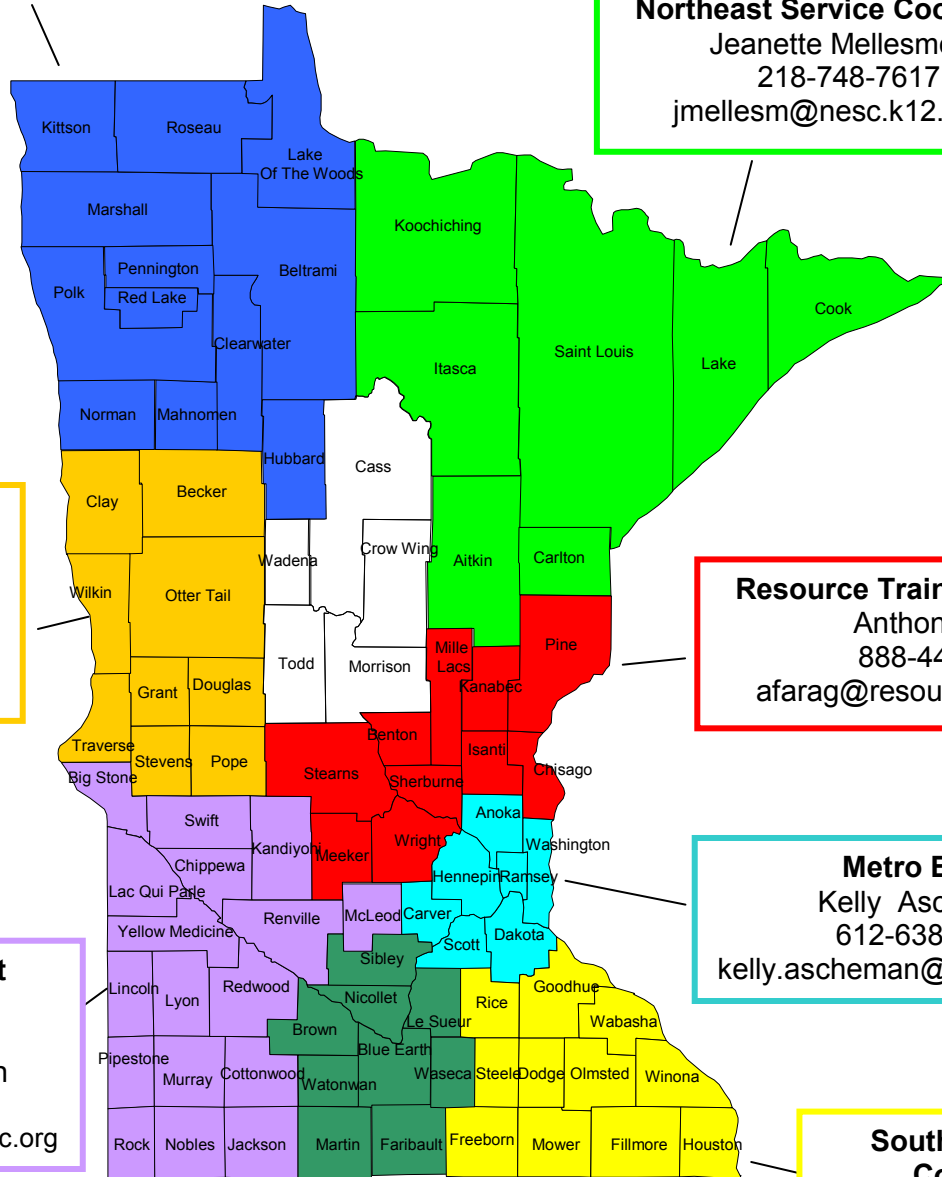 Northeast Service Coo
Jeanette Mellesm
218-748-7617
jmellesm@nesc.k12.
Kittson
Roseau
Lake
Of The Woods
Marshall
Koochiching
Pennington
Beltrami
Polk
Red Lake
Cook
Clearwater
Saint Louis
Lake
Itasca
Norman
Mahnomen
Hubbard
Cass
Becker
Clay
Crow Wing
Wadena
Aitkin
Carlton
Wilkin
Otter Tail
Resource Train
Anthon
888-44
afarag@resou
Pine
Mille
Lacs
Todd
Morrison
Kanabec
Grant
Douglas
Benton
Traverse
Isanti
Stevens
Pope
Stearns
Chisago
Big Stone
Sherburne
Anoka
Swift
Wright
Washington
Kandiyohi
Meeker
Chippewa
Hennepin
Ramsey
Metro E
Kelly Asc
612-638
kelly.ascheman@
Lac Qui Parle
Renville
McLeod
Carver
Yellow Medicine
Dakota
Scott
Sibley
t
n
c.org
Lincoln
Lyon
Redwood
Nicollet
Rice
Goodhue
Le Sueur
Wabasha
Brown
Blue Earth
Pipestone
Murray
Cottonwood
Watonwan
Waseca
Steele
Dodge
Olmsted
Winona
Rock
Nobles
Jackson
Martin
Faribault
Freeborn
Mower
Fillmore
Houston
South
Co